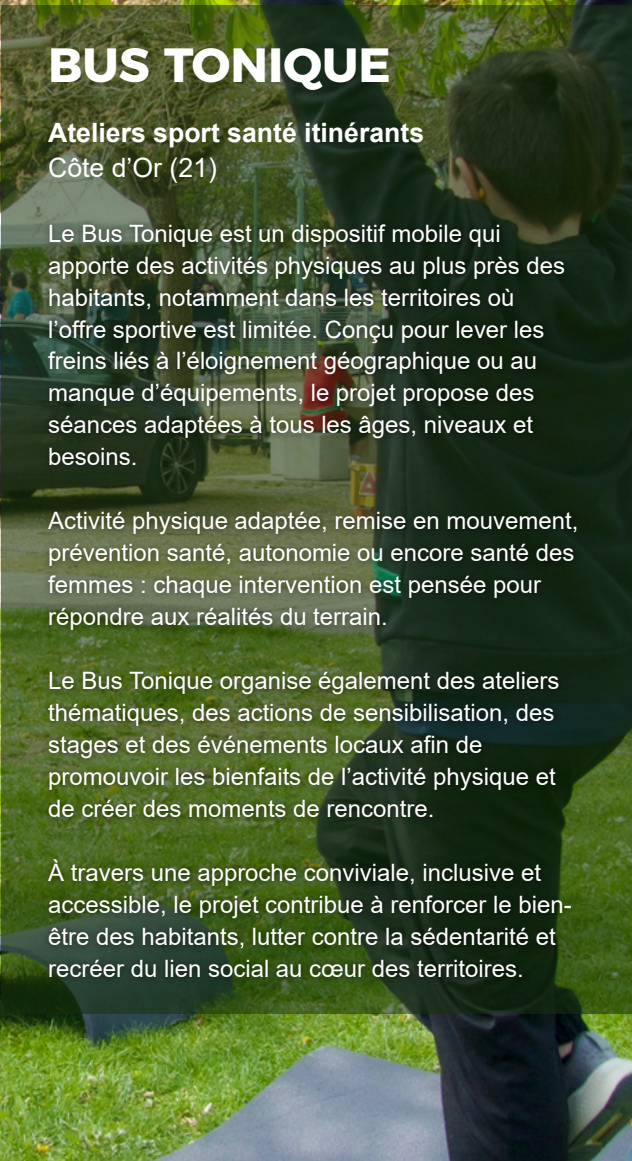 BUS TONIQUE
Ateliers sport santé itinérants
Côte d’Or (21)
Le Bus Tonique est un dispositif mobile qui
apporte des activités physiques au plus près des
habitants, notamment dans les territoires où
l’offre sportive est limitée. Conçu pour lever les
freins liés à l’éloignement géographique ou au
manque d’équipements, le projet propose des
séances adaptées à tous les âges, niveaux et
besoins.
Activité physique adaptée, remise en mouvement,
prévention santé, autonomie ou encore santé des
femmes : chaque intervention est pensée pour
répondre aux réalités du terrain.
Le Bus Tonique organise également des ateliers
thématiques, des actions de sensibilisation, des
stages et des événements locaux afin de
promouvoir les bienfaits de l’activité physique et
de créer des moments de rencontre.
À travers une approche conviviale, inclusive et
accessible, le projet contribue à renforcer le bien-
être des habitants, lutter contre la sédentarité et
recréer du lien social au cœur des territoires.